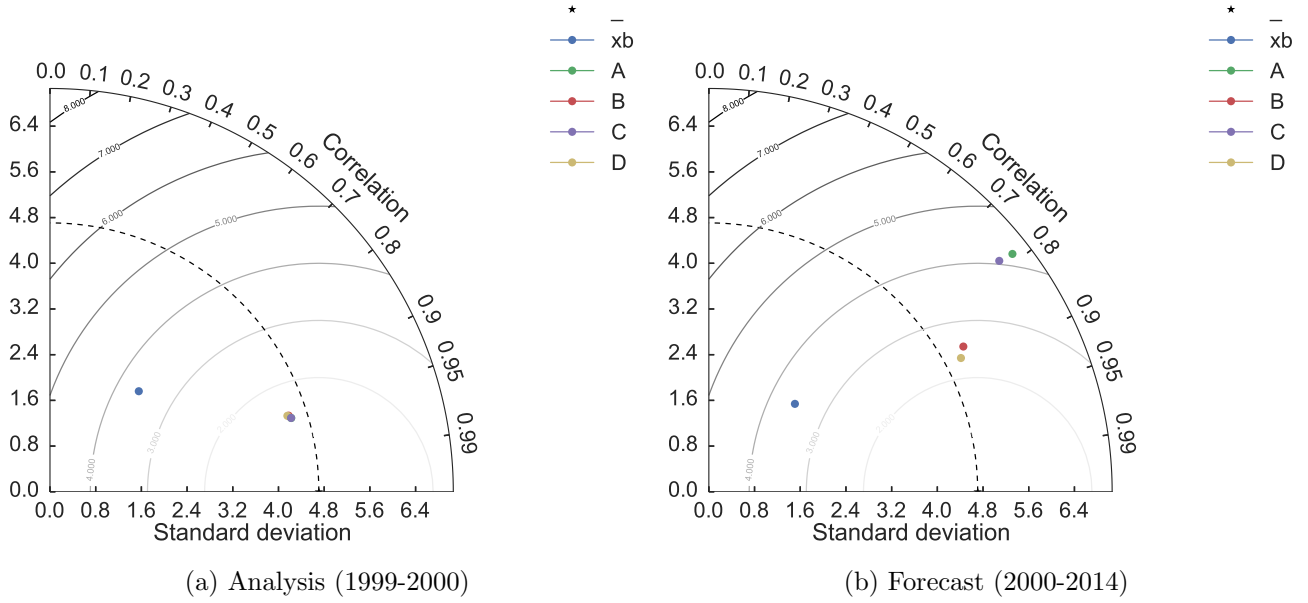 _
xb
A
B
C
D
0.0 0.1 0.2 0.3 0.4 0.5 0.6 0.7 0.8 0.9 0.95 0.99
Correlation
8.000
7.000
6.000
5.000
4.000
3.000
2.000
6.4
5.6
4.8
4.0
3.2
2.4
1.6
0.8
0.0
0.0 0.8 1.6 2.4 3.2 4.0 4.8 5.6 6.4
Standard deviation
(a) Analysis (1999-2000)
_
xb
A
B
C
D
0.0 0.1 0.2 0.3 0.4 0.5 0.6 0.7 0.8 0.9 0.95 0.99
Correlation
8.000
7.000
6.000
5.000
4.000
3.000
2.000
6.4
5.6
4.8
4.0
3.2
2.4
1.6
0.8
0.0
0.0 0.8 1.6 2.4 3.2 4.0 4.8 5.6 6.4
Standard deviation
(b) Forecast (2000-2014)